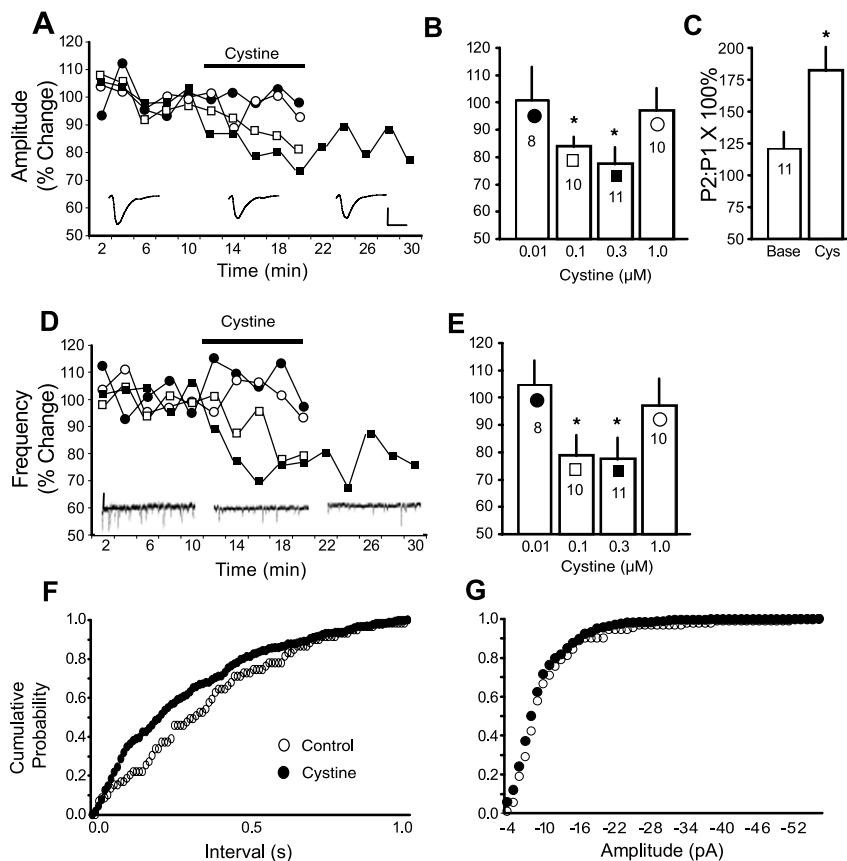 A
Cystine
120
110
100
90
80
70
60
50
Amplitude
(% Change)
2 6 10 14 18 22 26 30
Time (min)
B
120
110
100
90
80
70
60
50
* *
8 10 11 10
0.01 0.1 0.3 1.0
Cystine (µM)
C
*
200
175
150
125
100
75
50
P2:P1 X 100%
11
Base Cys
D
Cystine
120
110
100
90
80
70
60
50
Frequency
(% Change)
2 6 10 14 18 22 26 30
Time (min)
E
120
110
100
90
80
70
60
50
* *
8 10 11 10
0.01 0.1 0.3 1.0
Cystine (µM)
F
1.0
0.8
0.6
0.4
0.2
0.0
Cumulative
Probability
Control
Cystine
0.0 0.5 1.0
Interval (s)
G
1.0
0.8
0.6
0.4
0.2
0.0
-4 -10 -16 -22 -28 -34 -40 -46 -52
Amplitude (pA)